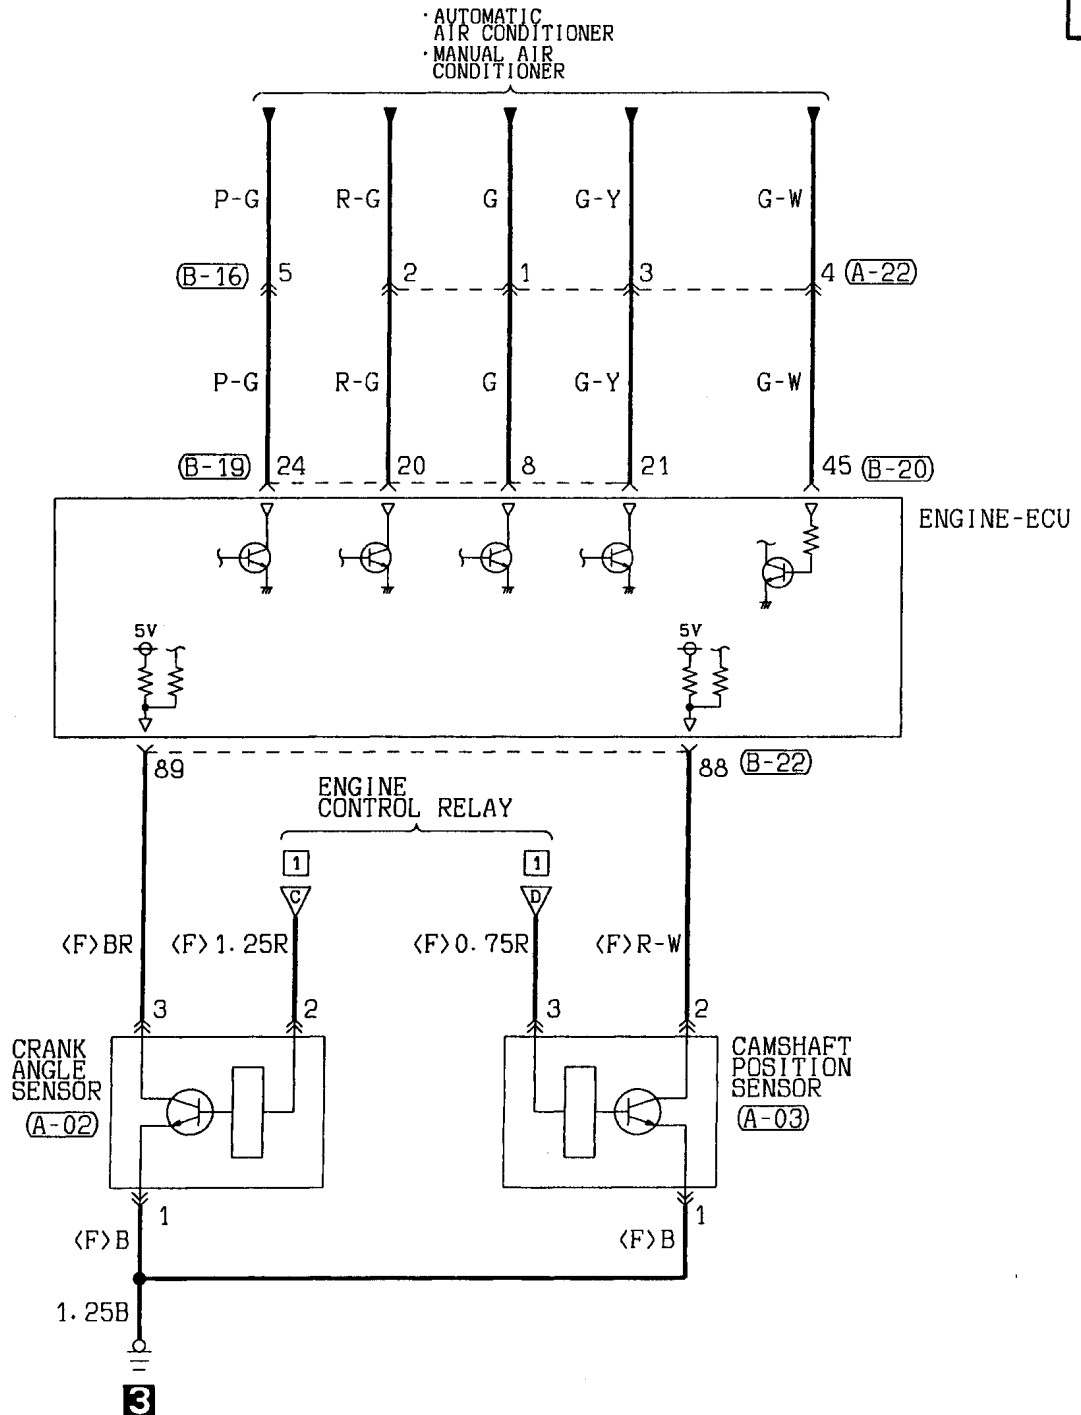 · AUTOMATIC
AIR CONDITIONER
· MANUAL AIR
CONDITIONER
P-G R-G G G-Y G-W
(B-16) 5 2 1 3 4 (A-22)
P-G R-G G G-Y G-W
(B-19) 24 20 8 21 45 (B-20)
ENGINE-ECU
5V 5V
89 88 (B-22)
ENGINE
CONTROL RELAY
1 1
C D
<F>BR <F>1.25R <F>0.75R <F>R-W
3 2 3 2
CRANK
ANGLE
SENSOR
(A-02)
CAMSHAFT
POSITION
SENSOR
(A-03)
1 1
<F>B <F>B
1.25B
3